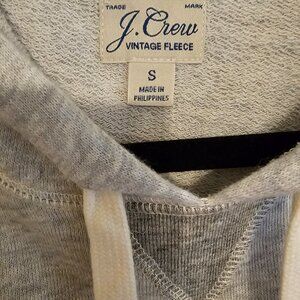 TRADE MARK
J.Crew
VINTAGE FLEECE
S
MADE IN
PHILIPPINES